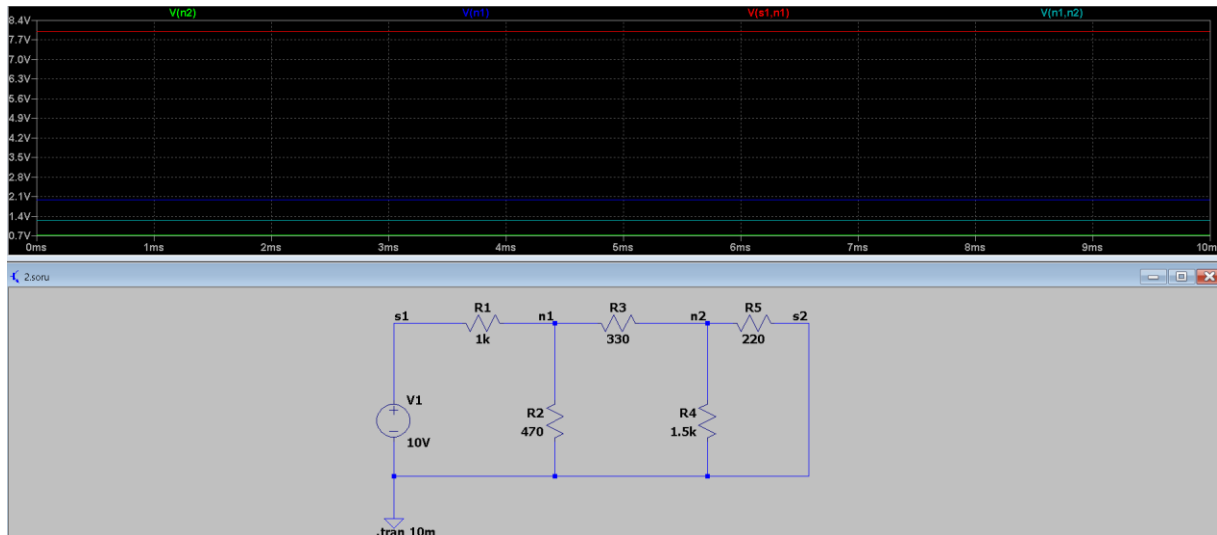 V(n2) V(n1) V(s1,n1) V(n1,n2)
8.4V
7.7V
7.0V
6.3V
5.6V
4.9V
4.2V
3.5V
2.8V
2.1V
1.4V
0.7V
0ms 1ms 2ms 3ms 4ms 5ms 6ms 7ms 8ms 9ms 10m
2.soru
s1 R1 n1 R3 n2 R5 s2
1k 330 220
V1
R2 R4
470 1.5k
10V
.tran 10m